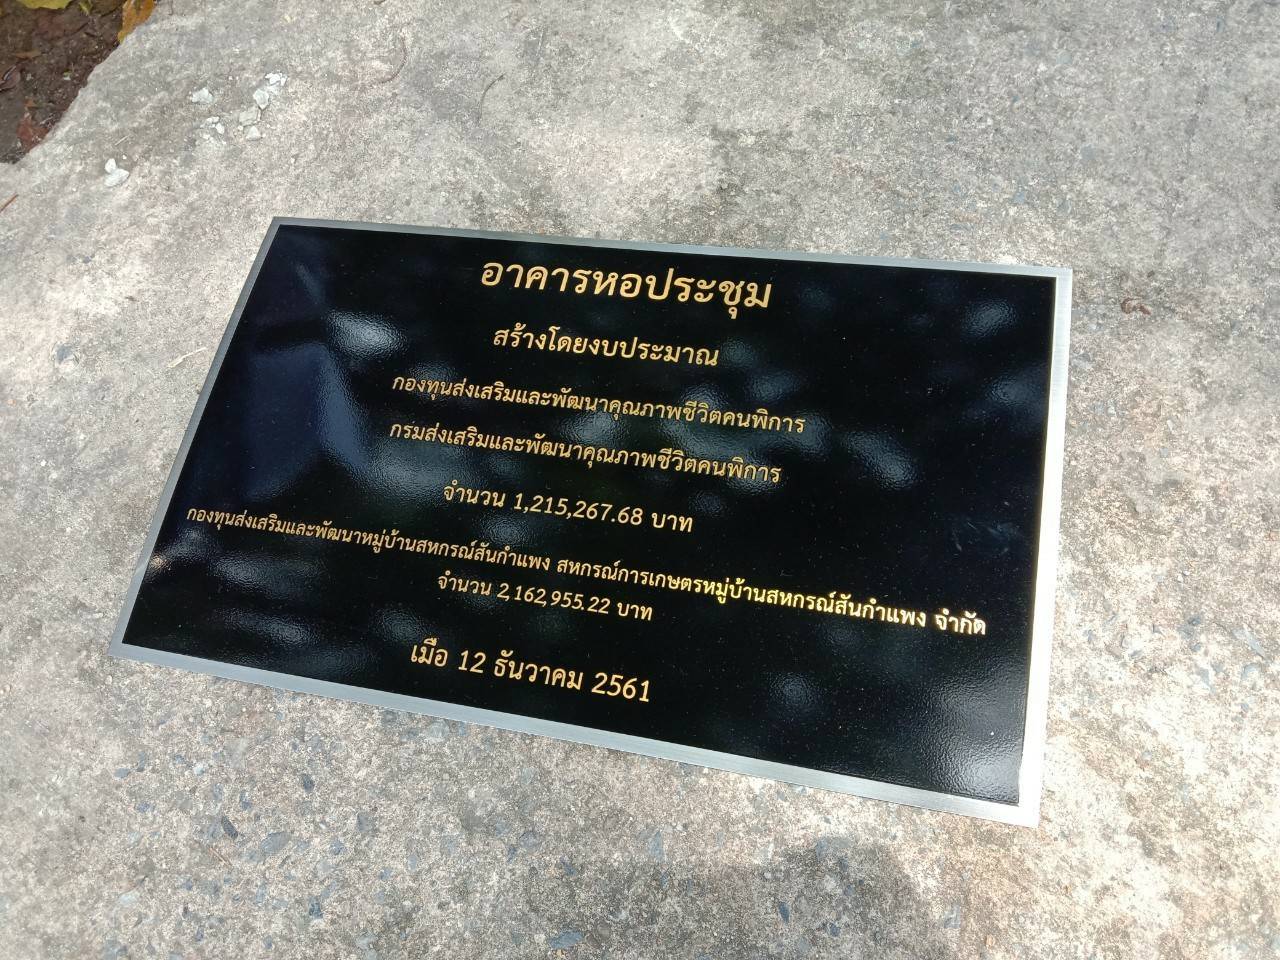 อาคารหอประชุม
สร้างโดยงบประมาณ
กองทุนส่งเสริมและพัฒนาคุณภาพชีวิตคนพิการ
กรมส่งเสริมและพัฒนาคุณภาพชีวิตคนพิการ
จำนวน 1,215,267.68 บาท
กองทุนส่งเสริมและพัฒนาหมู่บ้านสหกรณ์สันกำแพง สหกรณ์การเกษตรหมู่บ้านสหกรณ์สันกำแพง จำกัด
จำนวน 2,162,955.22 บาท
เมือ 12 ธันวาคม 2561